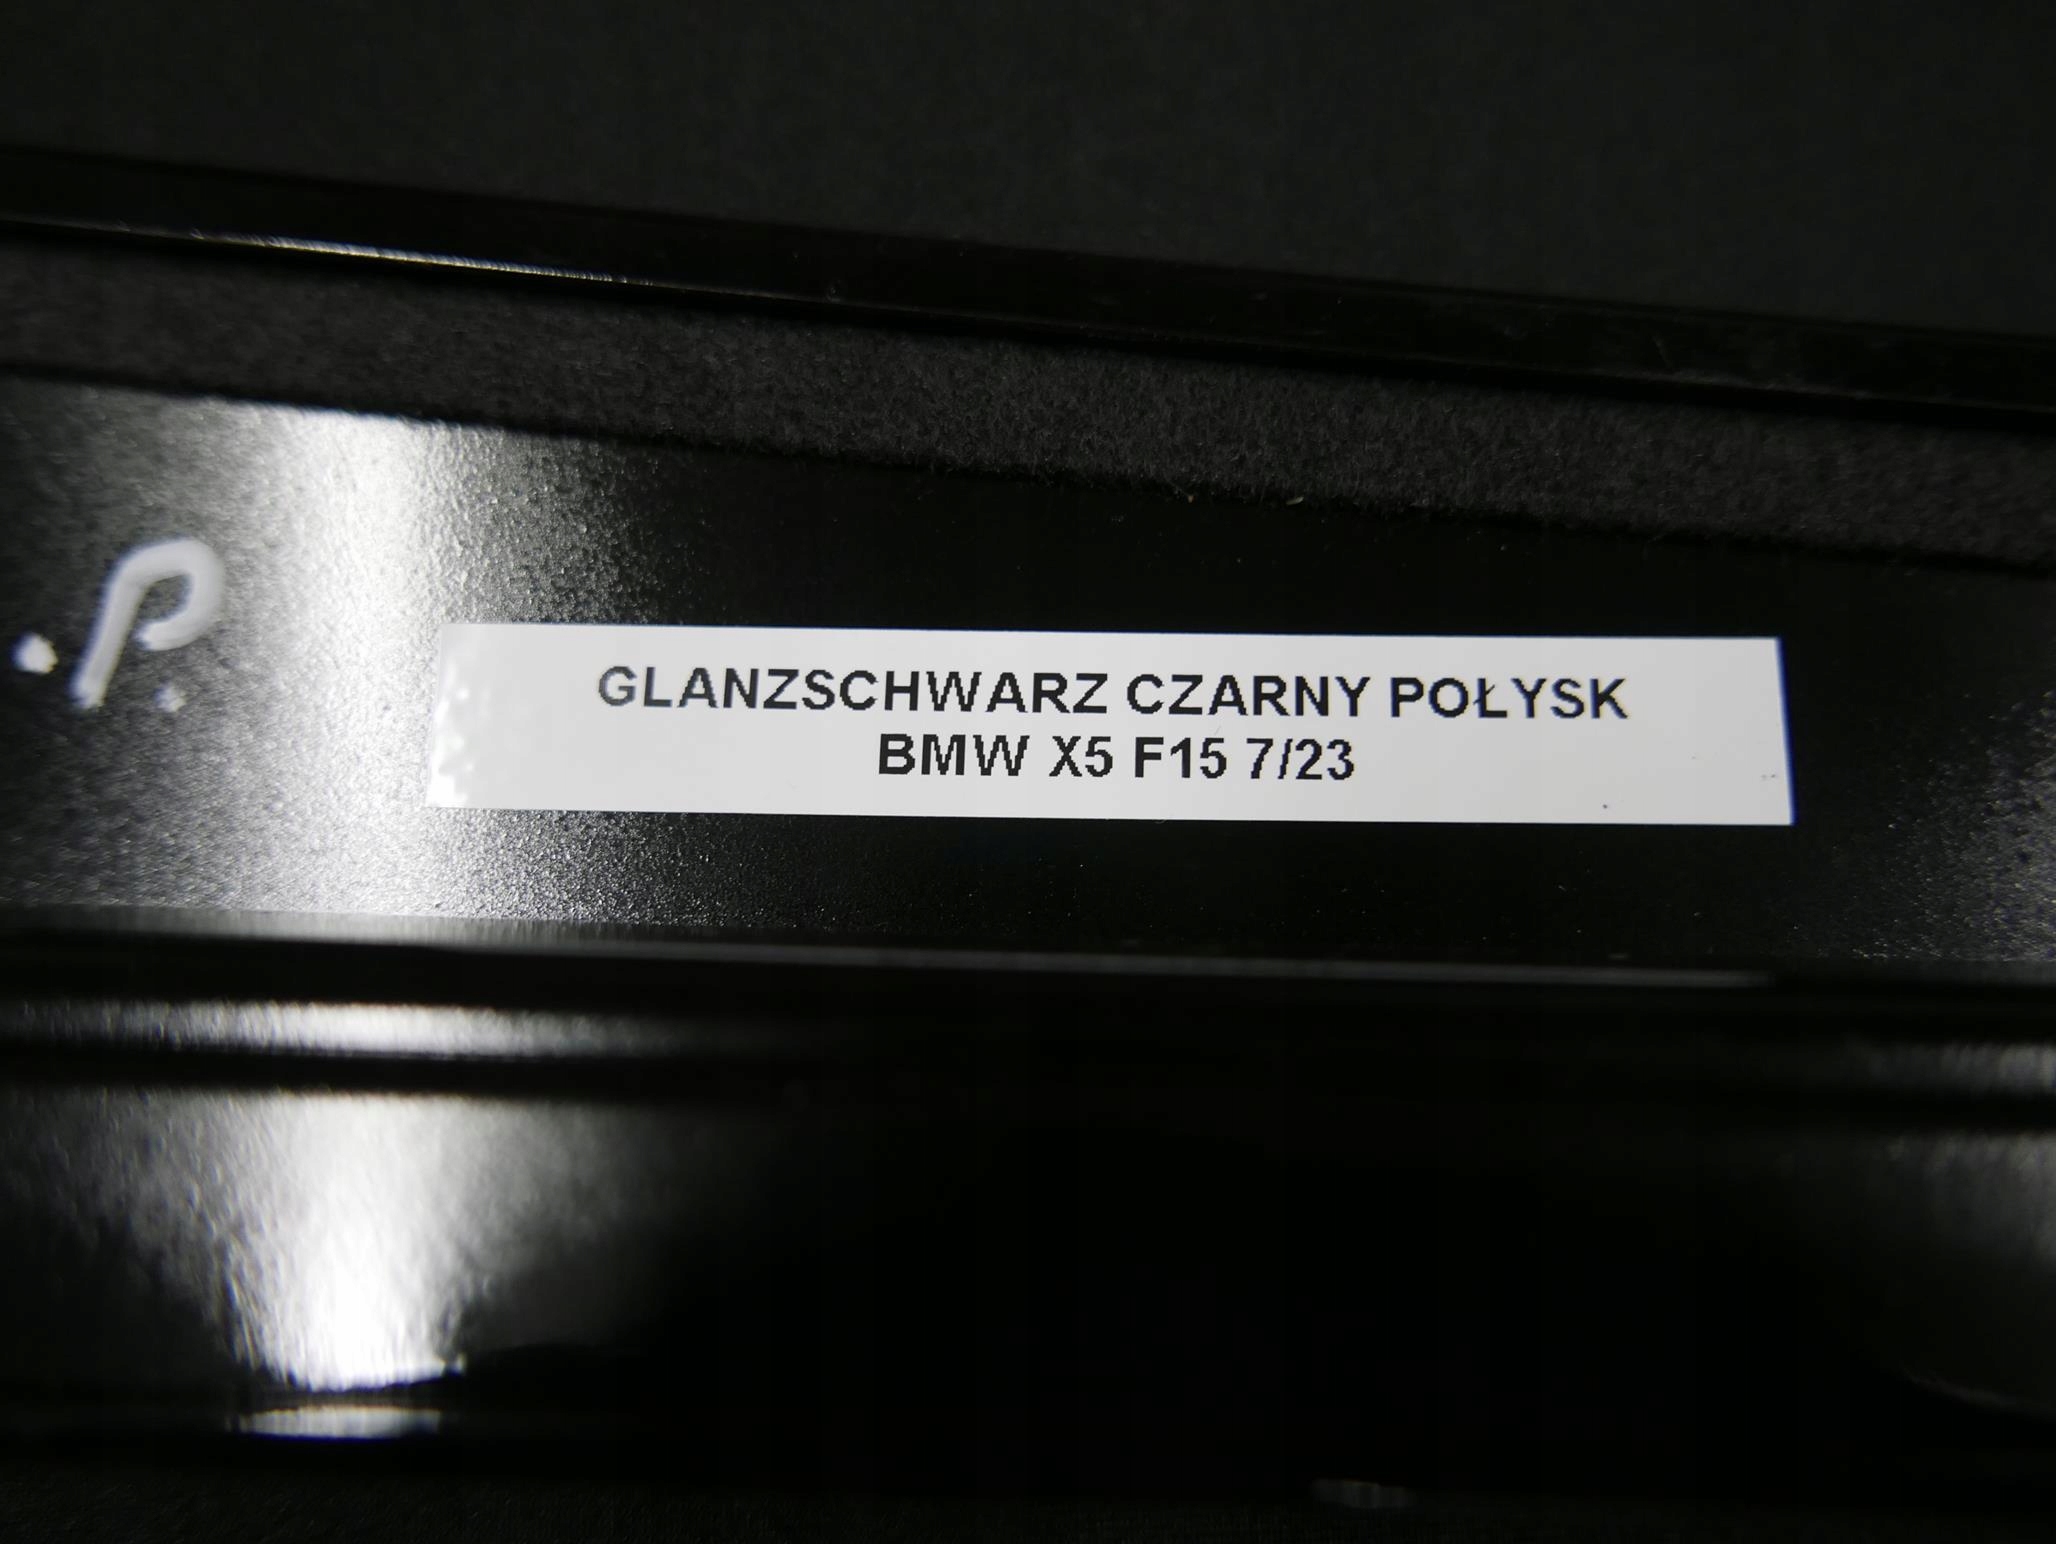 .P.
GLANZSCHWARZ CZARNY POŁYSK
BMW X5 F15 7/23